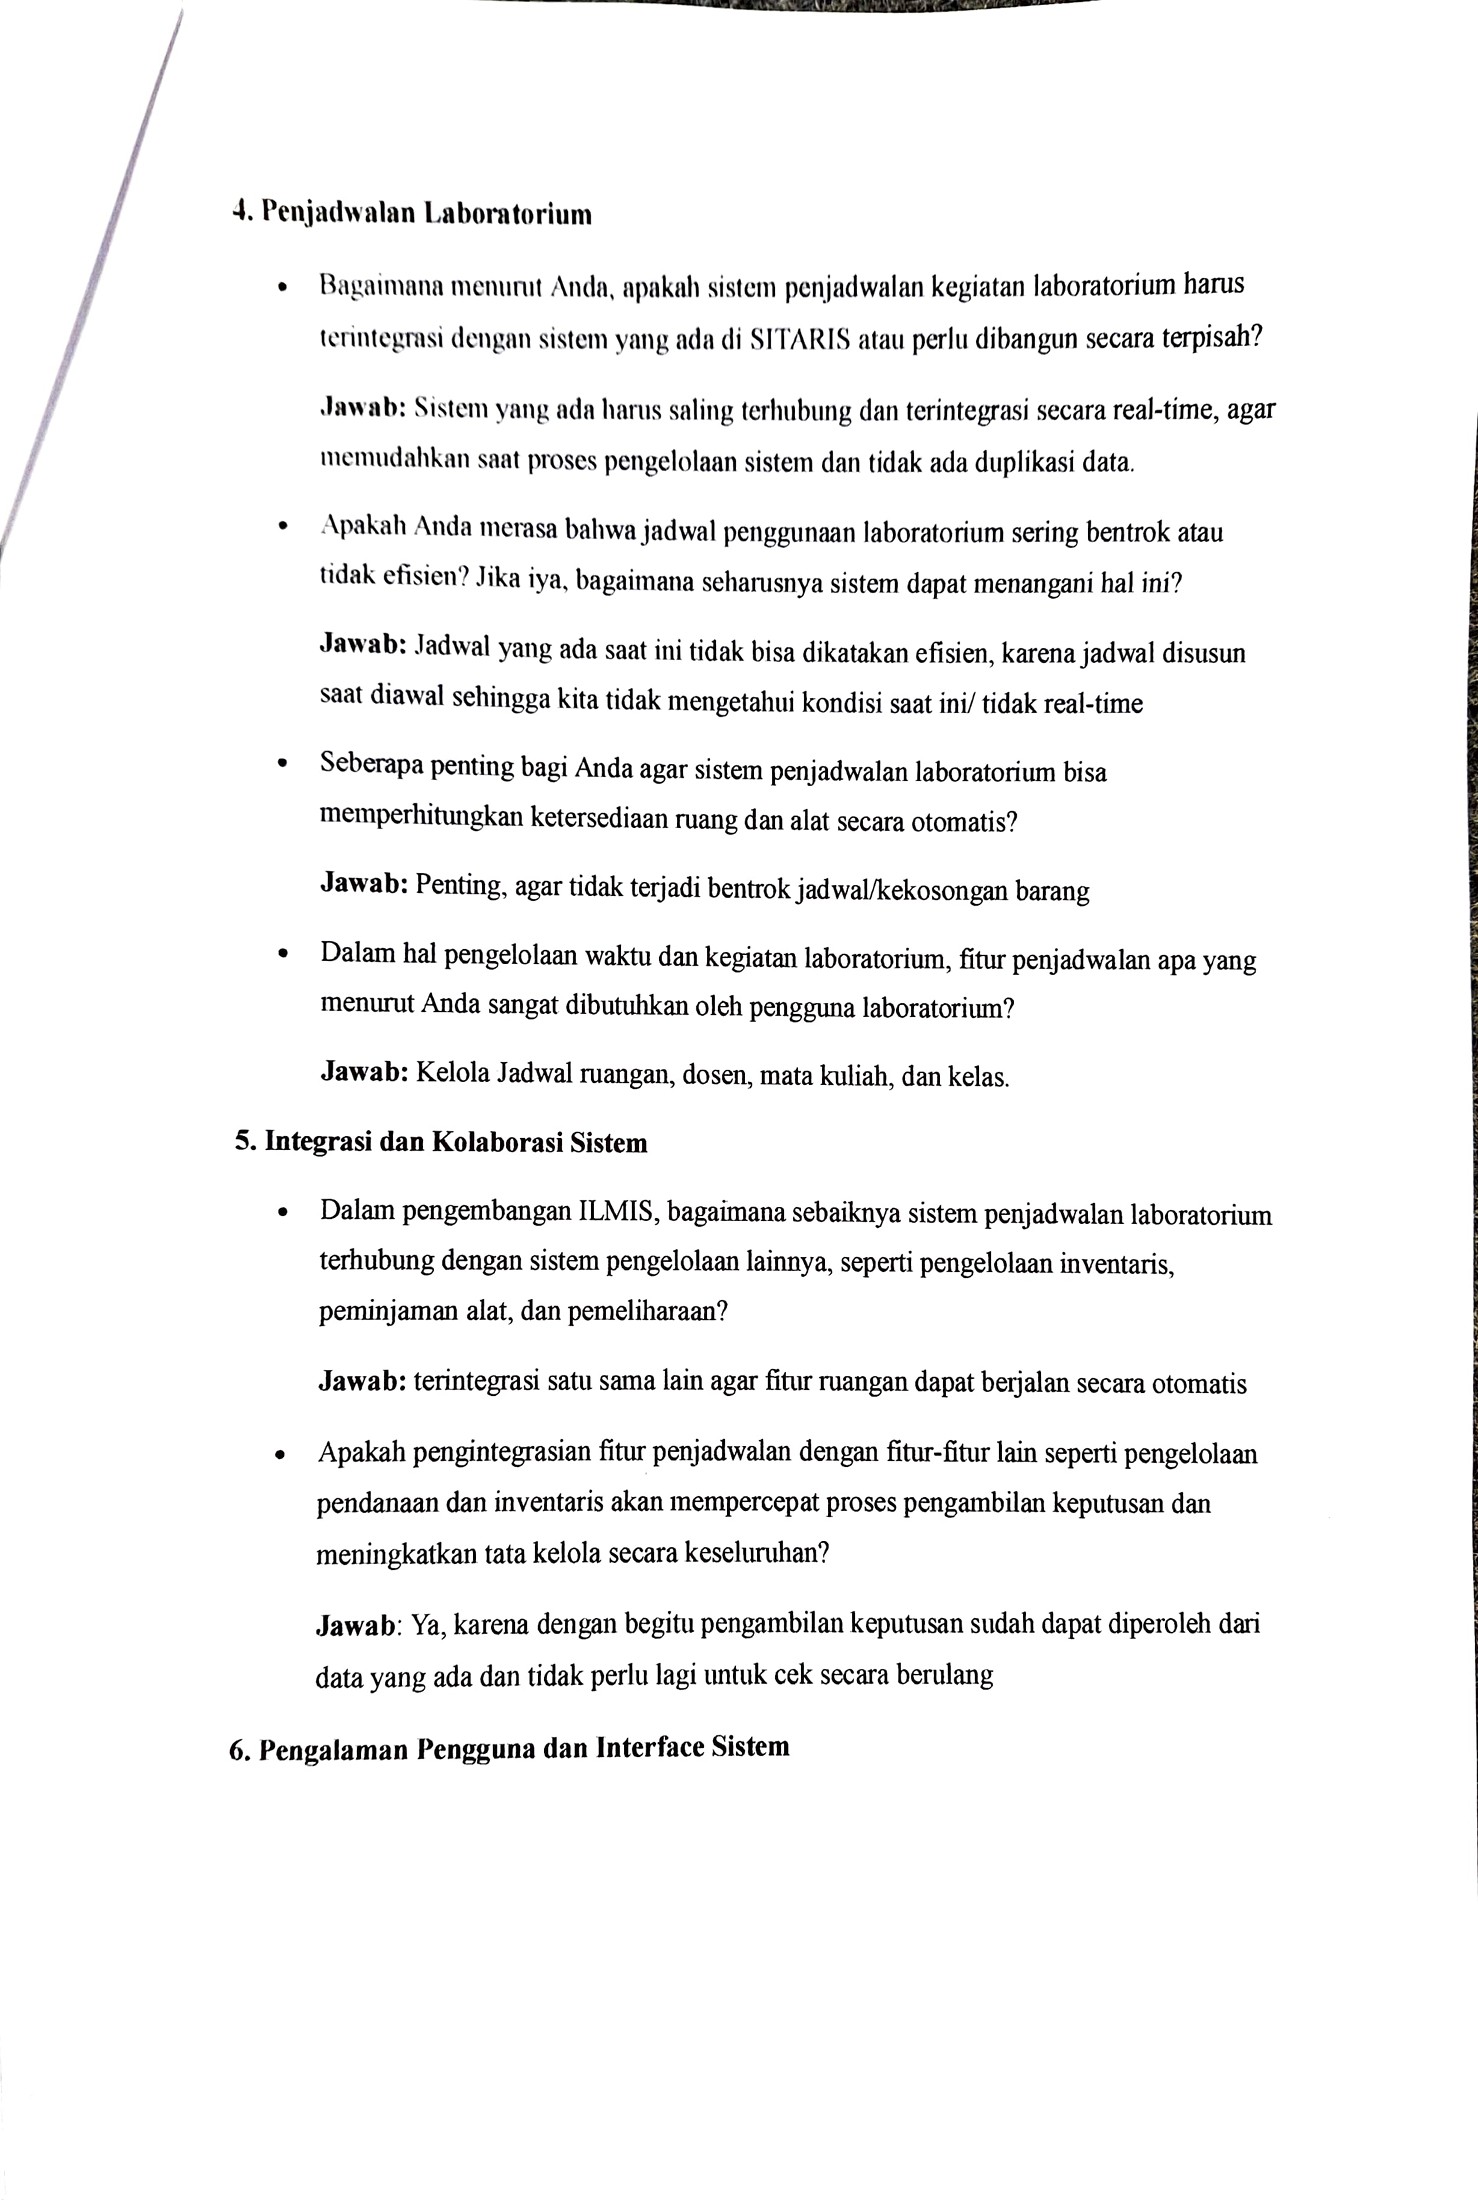 4. Penjadwalan Laboratorium
• Bagaimana menurut Anda, apakah sistem penjadwalan kegiatan laboratorium harus
terintegrasi dengan sistem yang ada di SITARIS atau perlu dibangun secara terpisah?
Jawab: Sistem yang ada harus saling terhubung dan terintegrasi secara real-time, agar
memudahkan saat proses pengelolaan sistem dan tidak ada duplikasi data.
• Apakah Anda merasa bahwa jadwal penggunaan laboratorium sering bentrok atau
tidak efisien? Jika iya, bagaimana seharusnya sistem dapat menangani hal ini?
Jawab: Jadwal yang ada saat ini tidak bisa dikatakan efisien, karena jadwal disusun
saat diawal sehingga kita tidak mengetahui kondisi saat ini/ tidak real-time
• Seberapa penting bagi Anda agar sistem penjadwalan laboratorium bisa
memperhitungkan ketersediaan ruang dan alat secara otomatis?
Jawab: Penting, agar tidak terjadi bentrok jadwal/kekosongan barang
• Dalam hal pengelolaan waktu dan kegiatan laboratorium, fitur penjadwalan apa yang
menurut Anda sangat dibutuhkan oleh pengguna laboratorium?
Jawab: Kelola Jadwal ruangan, dosen, mata kuliah, dan kelas.
5. Integrasi dan Kolaborasi Sistem
• Dalam pengembangan ILMIS, bagaimana sebaiknya sistem penjadwalan laboratorium
terhubung dengan sistem pengelolaan lainnya, seperti pengelolaan inventaris,
peminjaman alat, dan pemeliharaan?
Jawab: terintegrasi satu sama lain agar fitur ruangan dapat berjalan secara otomatis
• Apakah pengintegrasian fitur penjadwalan dengan fitur-fitur lain seperti pengelolaan
pendanaan dan inventaris akan mempercepat proses pengambilan keputusan dan
meningkatkan tata kelola secara keseluruhan?
Jawab: Ya, karena dengan begitu pengambilan keputusan sudah dapat diperoleh dari
data yang ada dan tidak perlu lagi untuk cek secara berulang
6. Pengalaman Pengguna dan Interface Sistem